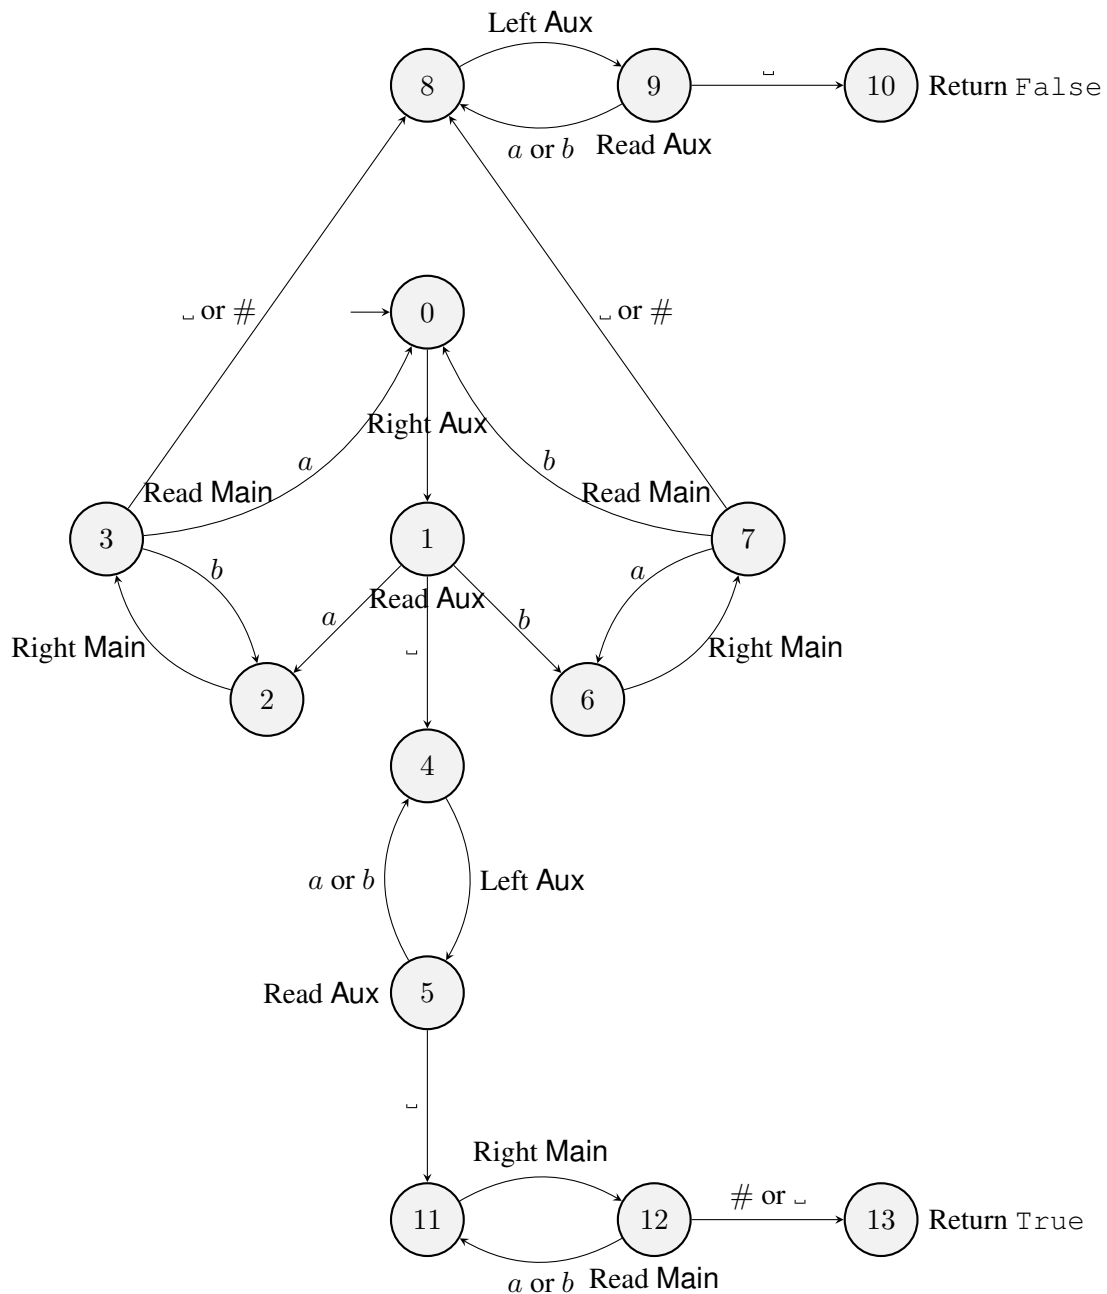 Left Aux
8
9
␣
10
Return False
a or b
Read Aux
␣ or #
0
␣ or #
Right Aux
a
b
Read Main
Read Main
3
1
7
b
Read Aux
a
a
b
Right Main
␣
Right Main
2
6
4
a or b
Left Aux
Read Aux
5
␣
Right Main
11
12
# or ␣
13
Return True
a or b
Read Main